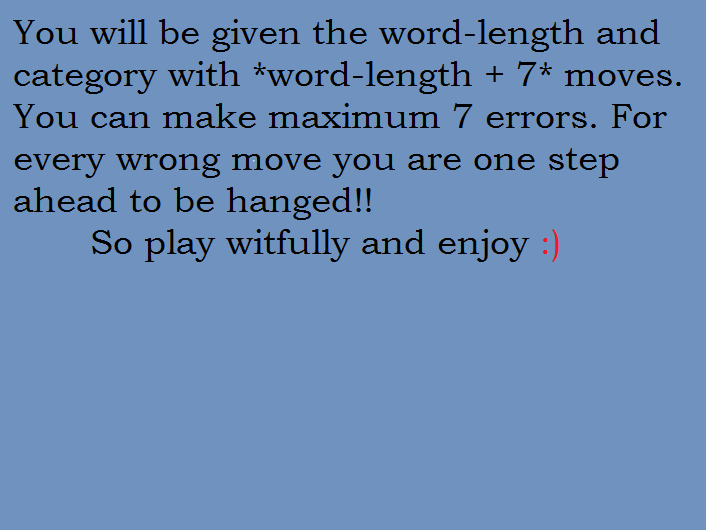 You will be given the word-length and
category with *word-length + 7* moves.
You can make maximum 7 errors. For
every wrong move you are one step
ahead to be hanged!!
So play witfully and enjoy :)